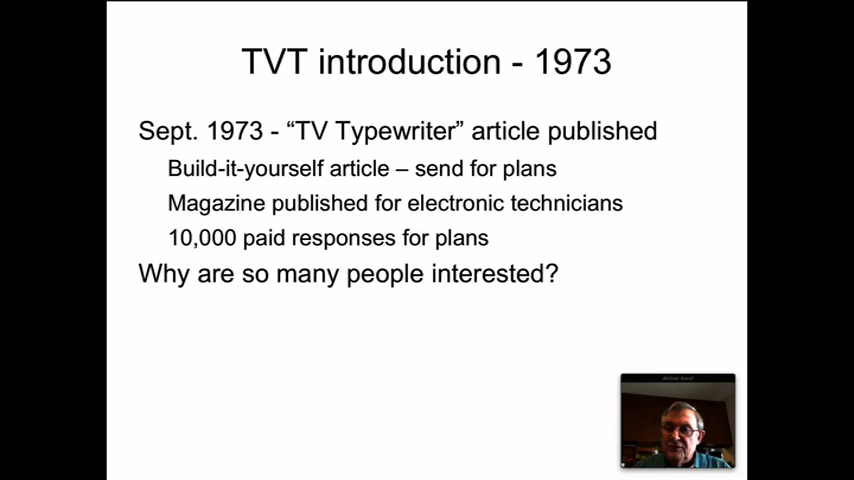 TVT introduction - 1973
Sept. 1973 - “TV Typewriter” article published
Build-it-yourself article – send for plans
Magazine published for electronic technicians
10,000 paid responses for plans
Why are so many people interested?